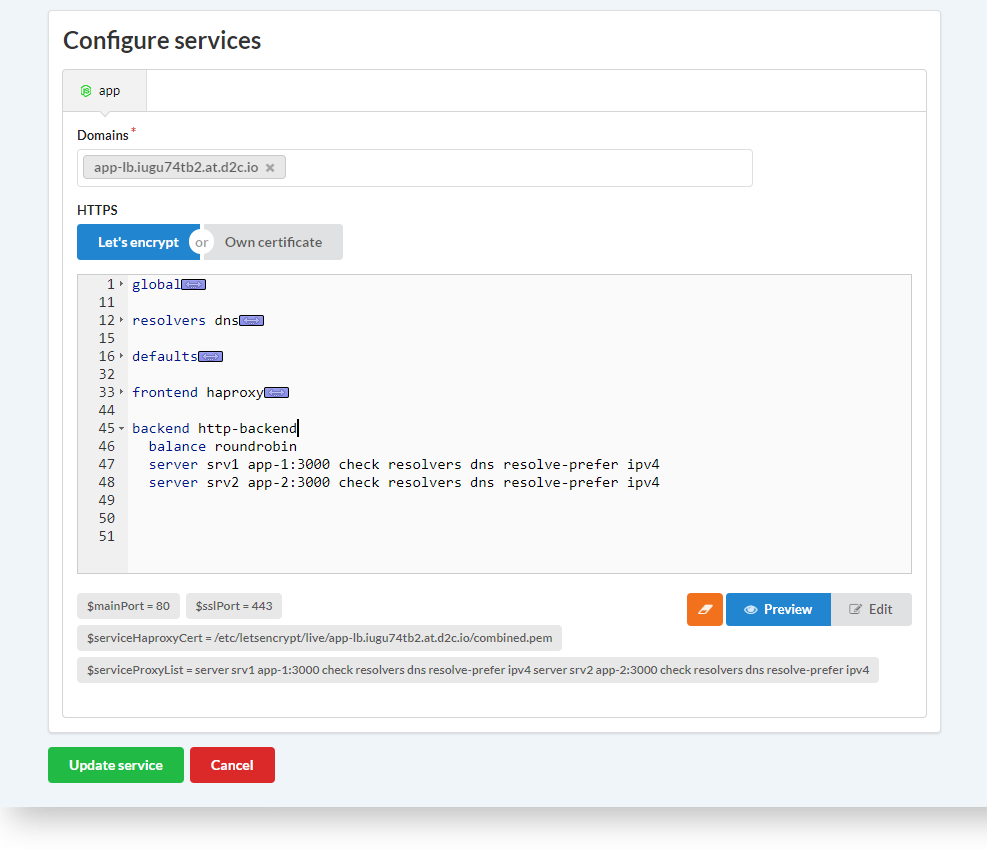 Configure services
app
Domains *
app-lb.iugu74tb2.at.d2c.io ×
HTTPS
Let's encrypt or Own certificate
1 global
11
12 resolvers dns
15
16 defaults
32
33 frontend haproxy
44
45 backend http-backend
46 balance roundrobin
47 server srv1 app-1:3000 check resolvers dns resolve-prefer ipv4
48 server srv2 app-2:3000 check resolvers dns resolve-prefer ipv4
49
50
51
$mainPort = 80 $sslPort = 443
Preview Edit
$serviceHaproxyCert = /etc/letsencrypt/live/app-lb.iugu74tb2.at.d2c.io/combined.pem
$serviceProxyList = server srv1 app-1:3000 check resolvers dns resolve-prefer ipv4 server srv2 app-2:3000 check resolvers dns resolve-prefer ipv4
Update service Cancel